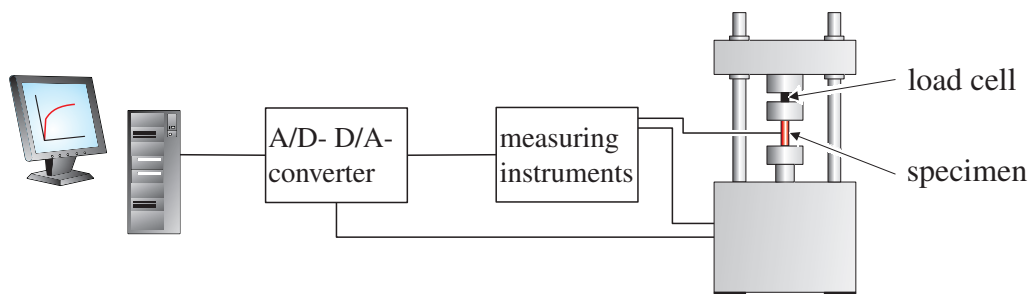 A/D- D/A-
converter
measuring
instruments
load cell
specimen